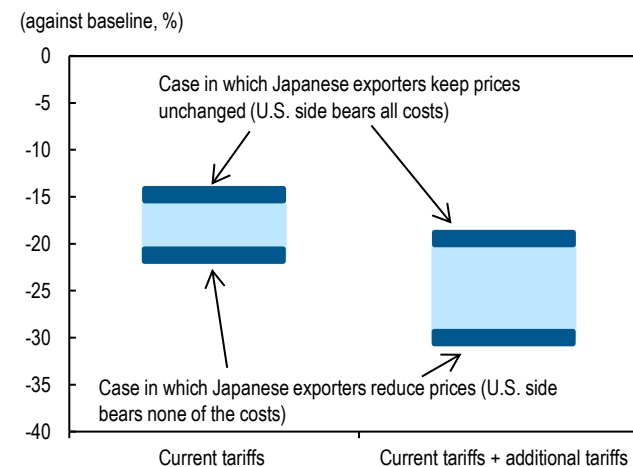 (against baseline, %)
0
Case in which Japanese exporters keep prices
unchanged (U.S. side bears all costs)
-5
-10
-15
-20
-25
-30
-35
Case in which Japanese exporters reduce prices (U.S. side
bears none of the costs)
-40
Current tariffs
Current tariffs + additional tariffs